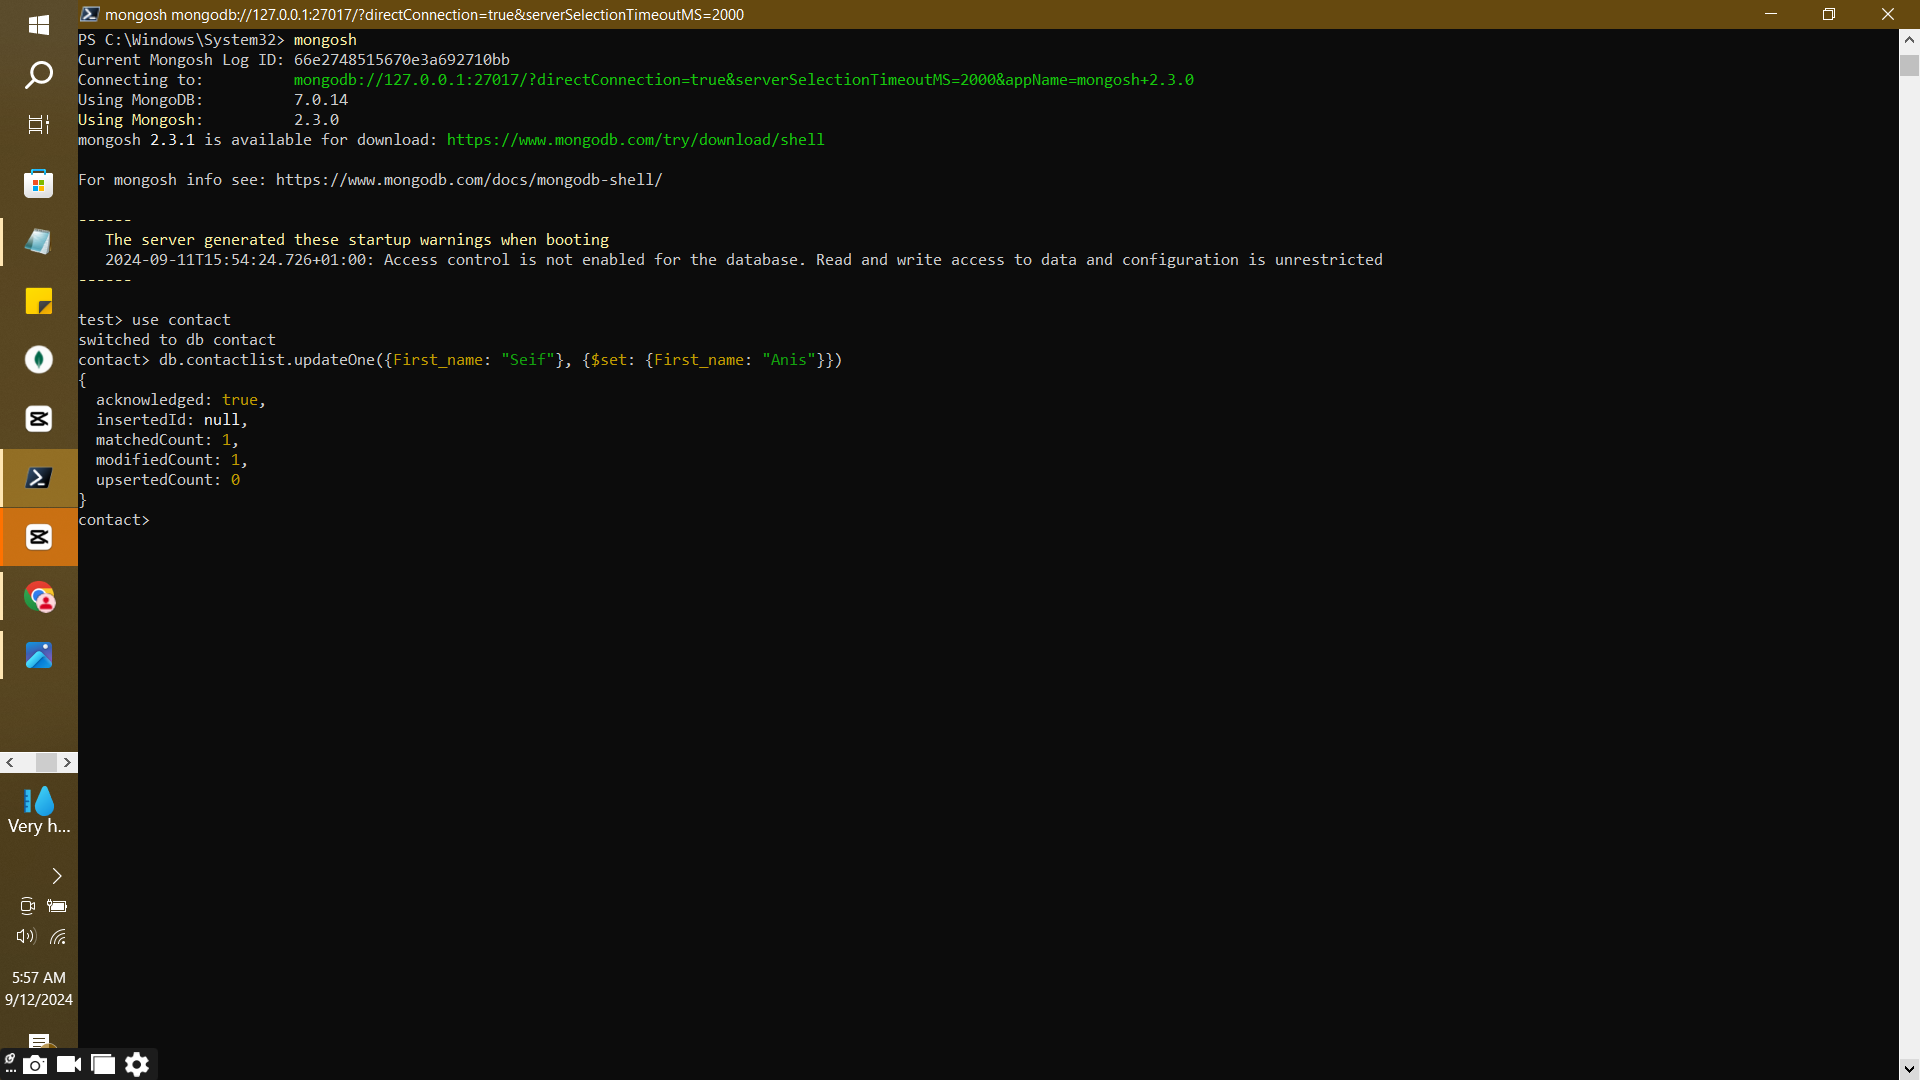 mongosh mongodb://127.0.0.1:27017/?directConnection=true&serverSelectionTimeoutMS=2000
PS C:\Windows\System32> mongosh
Current Mongosh Log ID: 66e2748515670e3a692710bb
Connecting to:          mongodb://127.0.0.1:27017/?directConnection=true&serverSelectionTimeoutMS=2000&appName=mongosh+2.3.0
Using MongoDB:          7.0.14
Using Mongosh:          2.3.0
mongosh 2.3.1 is available for download: https://www.mongodb.com/try/download/shell
For mongosh info see: https://www.mongodb.com/docs/mongodb-shell/
------
   The server generated these startup warnings when booting
   2024-09-11T15:54:24.726+01:00: Access control is not enabled for the database. Read and write access to data and configuration is unrestricted
------
test> use contact
switched to db contact
contact> db.contactlist.updateOne({First_name: "Seif"}, {$set: {First_name: "Anis"}})
{
  acknowledged: true,
  insertedId: null,
  matchedCount: 1,
  modifiedCount: 1,
  upsertedCount: 0
}
contact>
Very h...
5:57 AM
9/12/2024